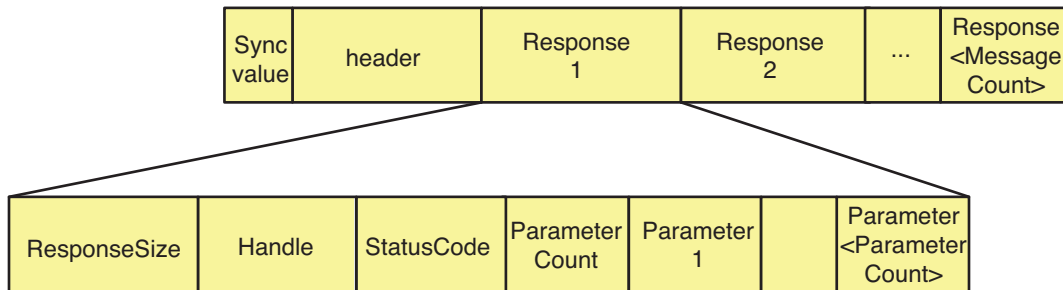 Sync
value
header
Response
1
Response
2
...
Response
<Message
Count>
ResponseSize
Handle
StatusCode
Parameter
Count
Parameter
1
Parameter
<Parameter
Count>